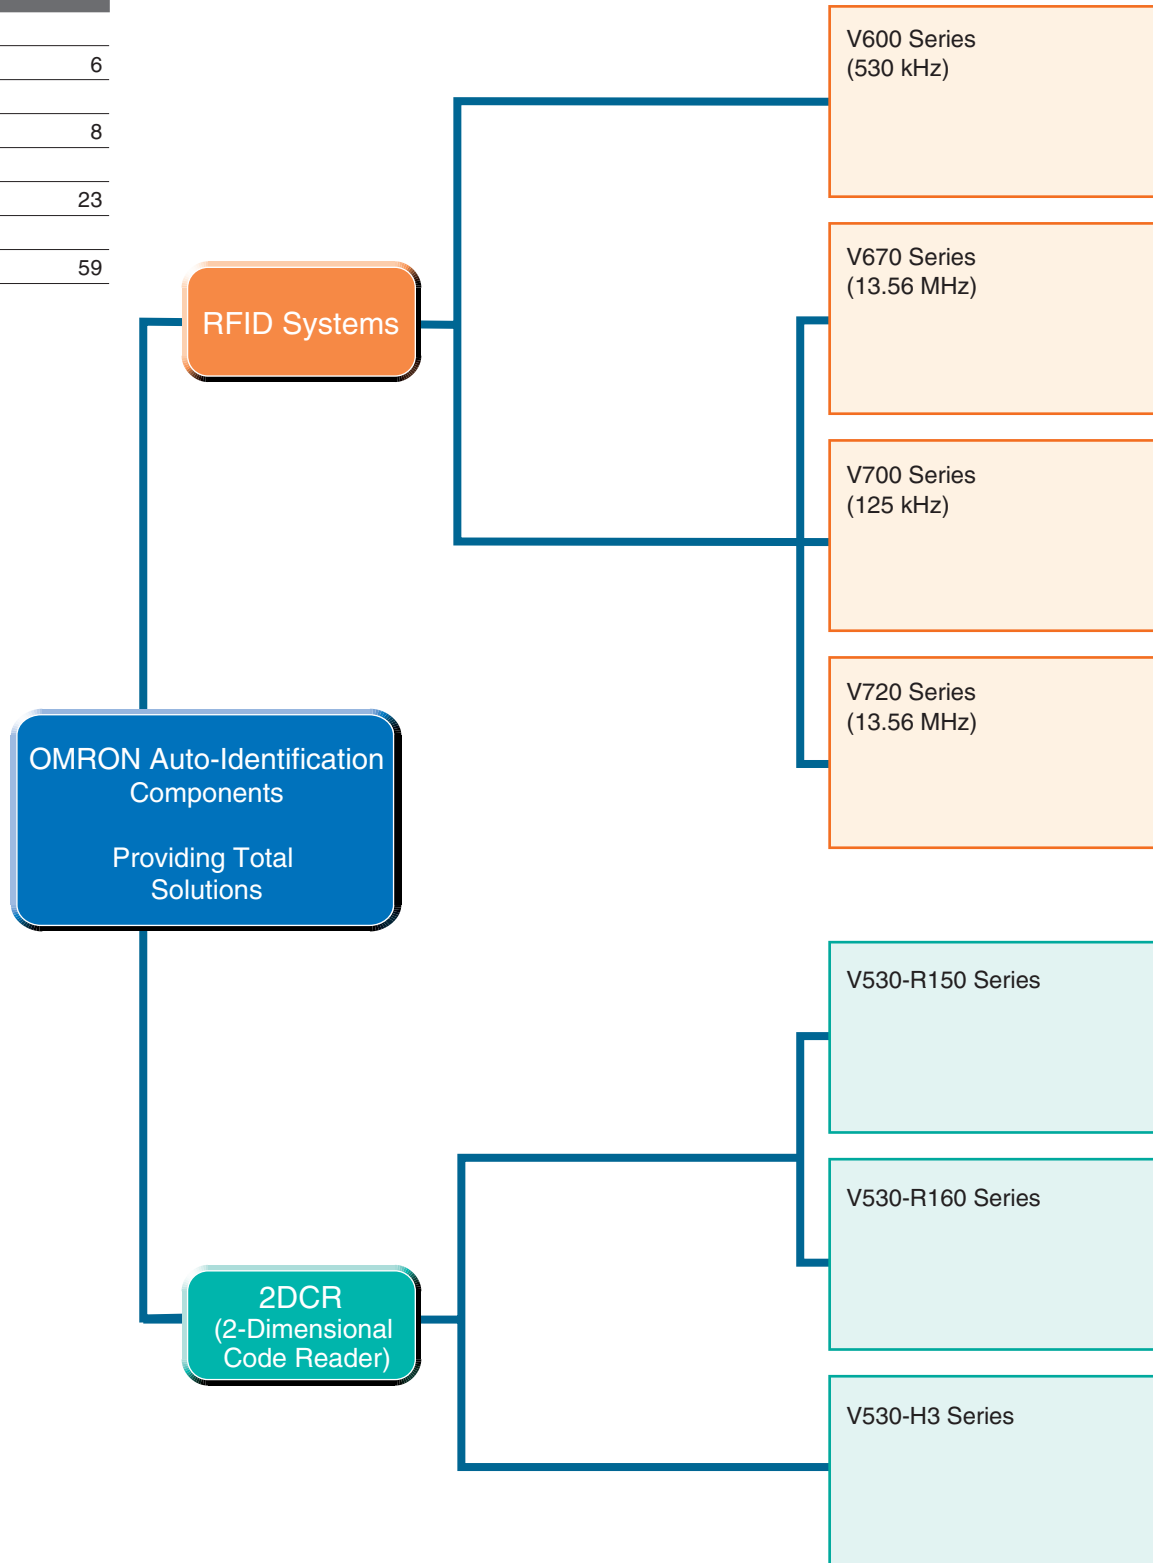 6
8
23
59
V600 Series
(530 kHz)
V670 Series
(13.56 MHz)
RFID Systems
V700 Series
(125 kHz)
V720 Series
(13.56 MHz)
OMRON Auto-Identification
Components
Providing Total
Solutions
V530-R150 Series
V530-R160 Series
2DCR
(2-Dimensional
Code Reader)
V530-H3 Series